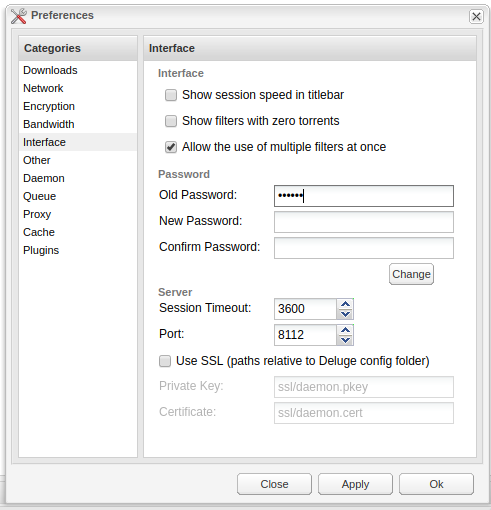 Preferences
Categories
Downloads
Network
Encryption
Bandwidth
Interface
Other
Daemon
Queue
Proxy
Cache
Plugins
Interface
Interface
Show session speed in titlebar
Show filters with zero torrents
Allow the use of multiple filters at once
Password
Old Password: ••••••
New Password:
Confirm Password:
Change
Server
Session Timeout: 3600
Port: 8112
Use SSL (paths relative to Deluge config folder)
Private Key: ssl/daemon.pkey
Certificate: ssl/daemon.cert
Close Apply Ok